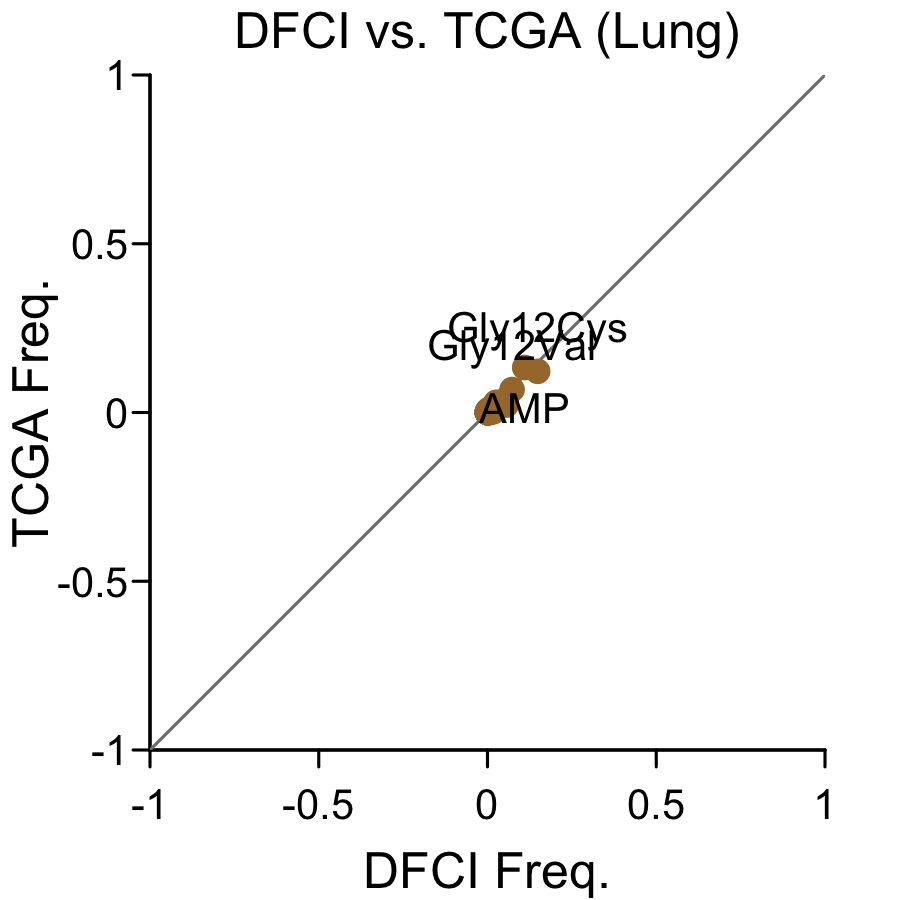 DFCI vs. TCGA (Lung)
1
0.5
0
-0.5
-1
TCGA Freq.
Gly12Cys
Gly12Val
AMP
-1
-0.5
0
0.5
1
DFCI Freq.